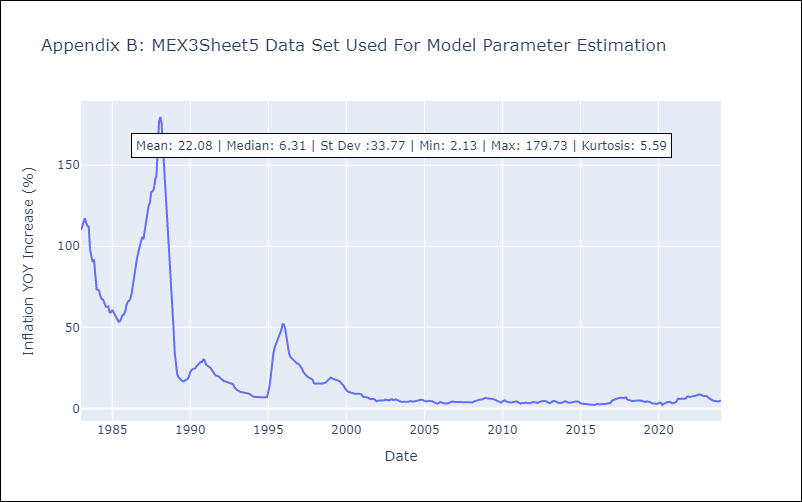 Appendix B: MEX3Sheet5 Data Set Used For Model Parameter Estimation
Mean: 22.08 | Median: 6.31 | St Dev :33.77 | Min: 2.13 | Max: 179.73 | Kurtosis: 5.59
Inflation YOY Increase (%)
150
100
50
0
1985 1990 1995 2000 2005 2010 2015 2020
Date